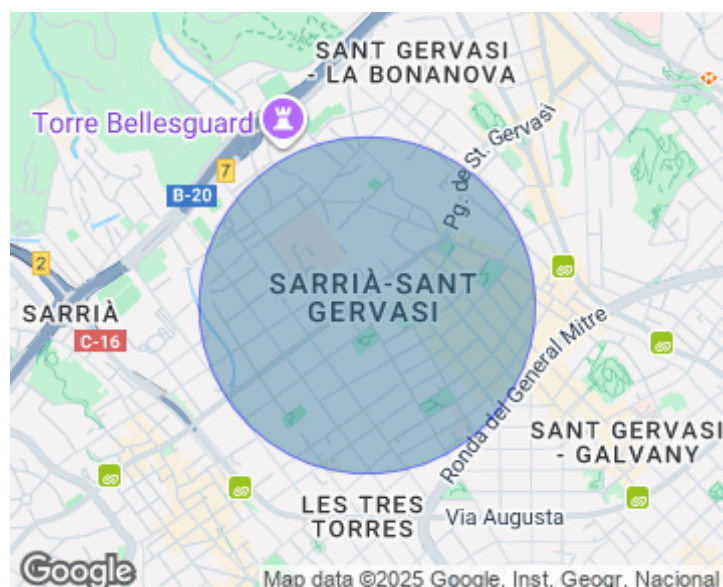 SANT GERVASI
- LA BONANOVA
Torre Bellesguard
Pg. de St. Gervasi
7
B-20
2
SARRIÀ-SANT
GERVASI
SARRIÀ
C-16
Ronda del General Mitre
SANT GERVASI
- GALVANY
LES TRES
TORRES
Via Augusta
Google
Map data ©2025 Google, Inst. Geogr. Nacional